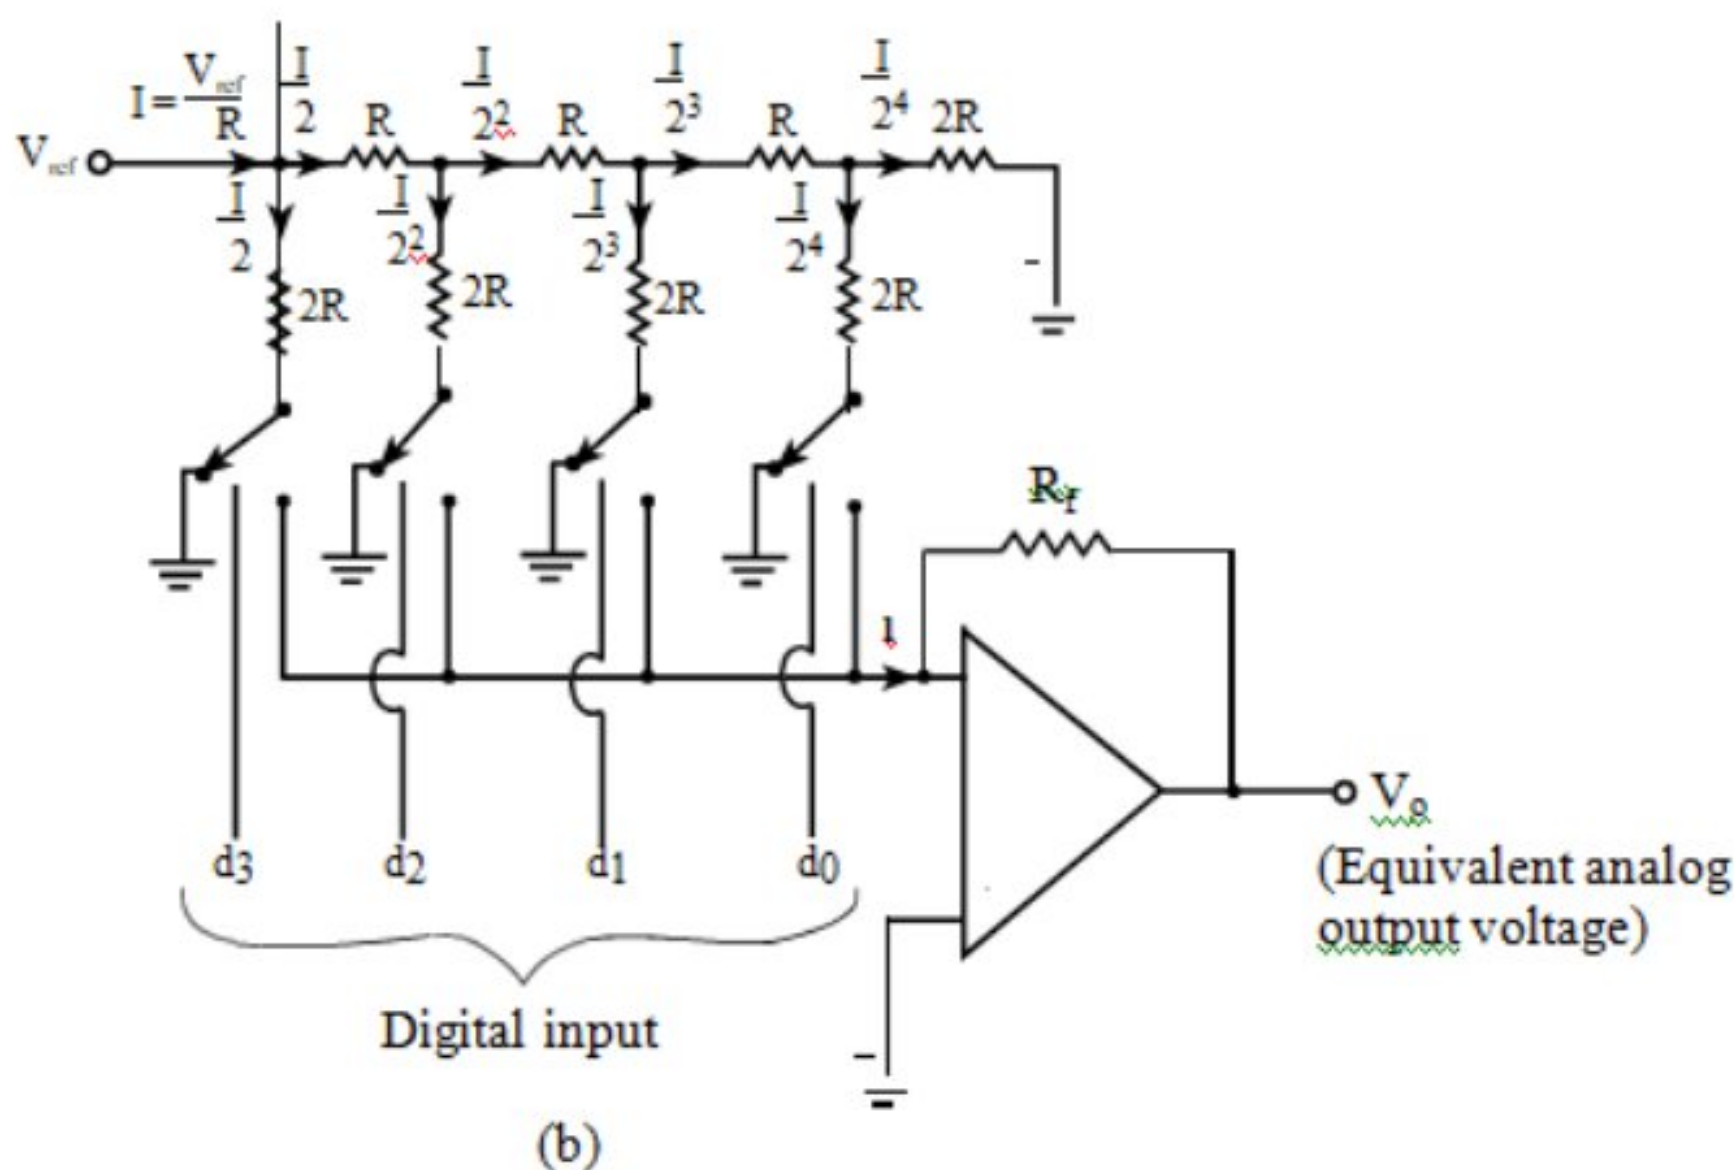 I = V_ref / R
I/2 I/2² I/2³ I/2⁴
R R R 2R
V_ref
I/2 I/2² I/2³ I/2⁴
2R 2R 2R 2R
R_f
I
V_o
(Equivalent analog
output voltage)
d3 d2 d1 d0
Digital input
(b)